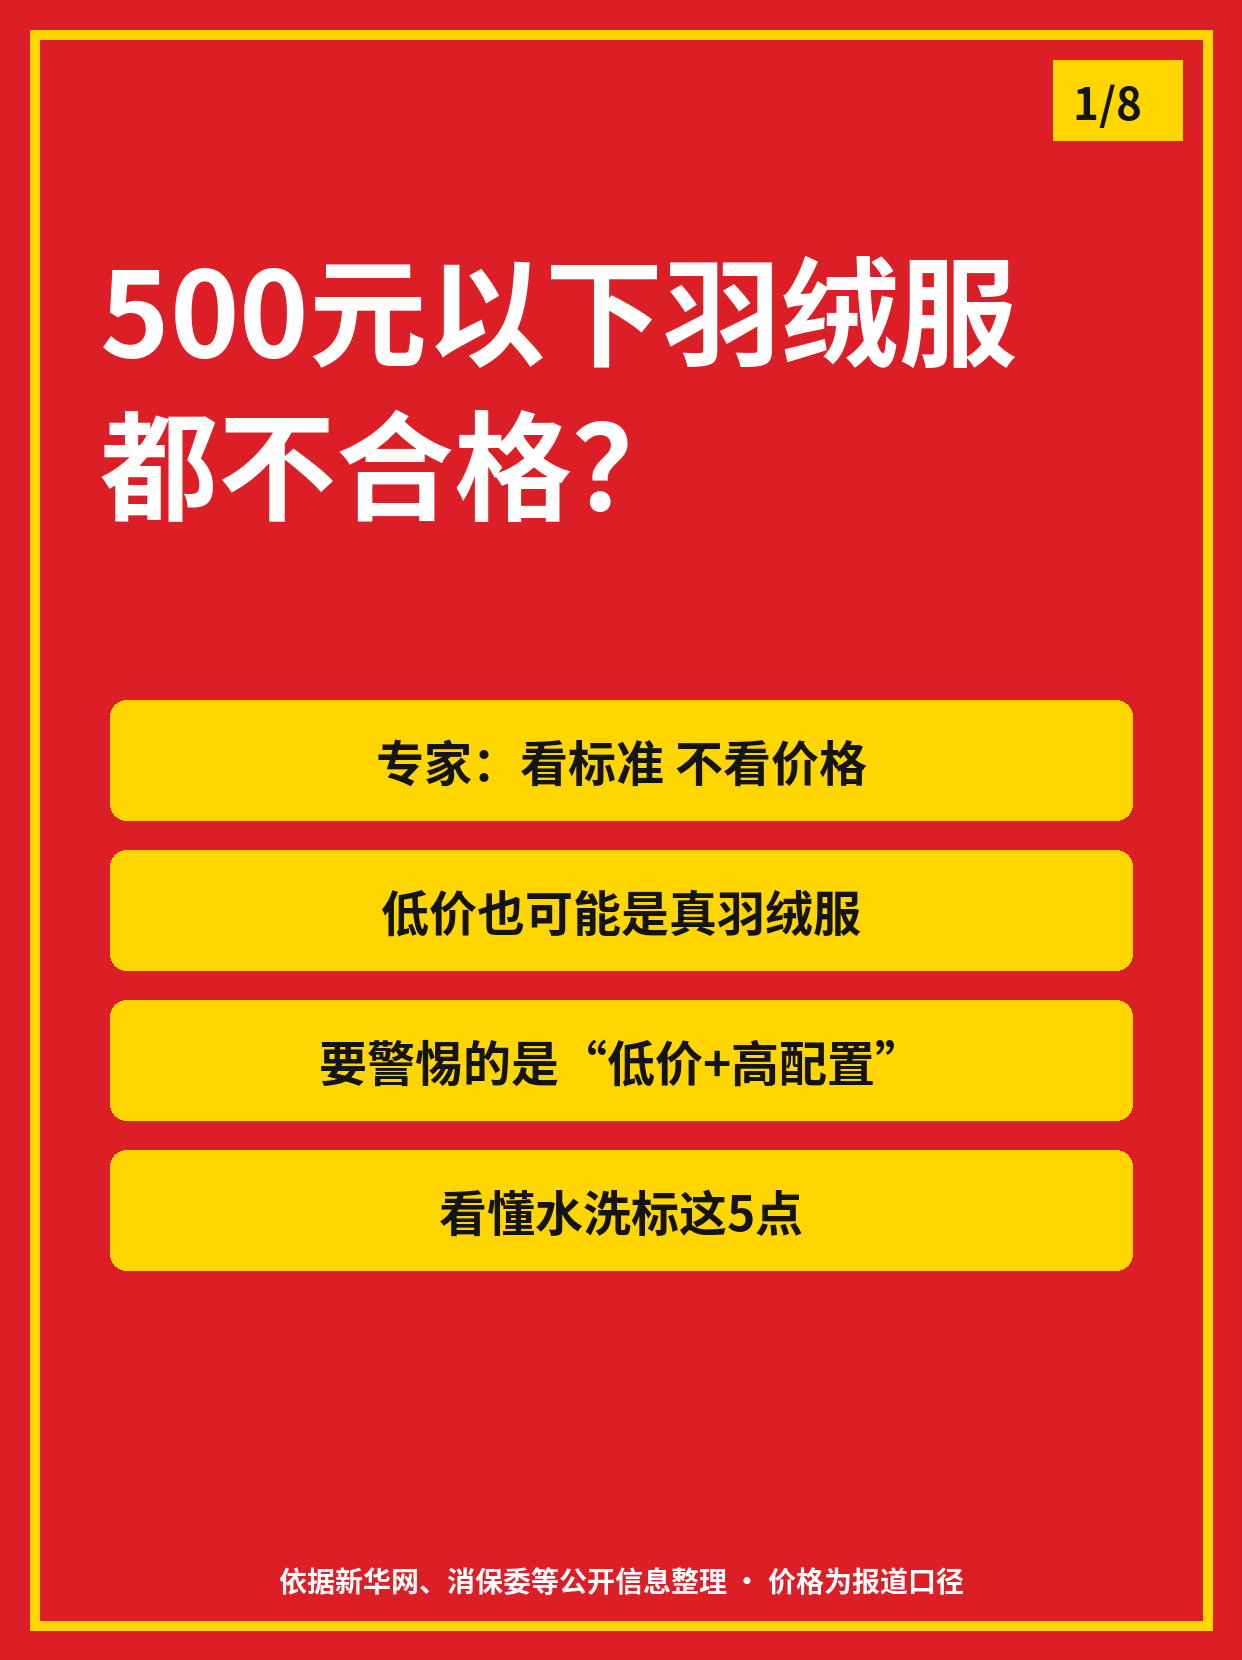 1/8
500元以下羽绒服
都不合格？
专家：看标准 不看价格
低价也可能是真羽绒服
要警惕的是“低价+高配置”
看懂水洗标这5点
依据新华网、消保委等公开信息整理 · 价格为报道口径